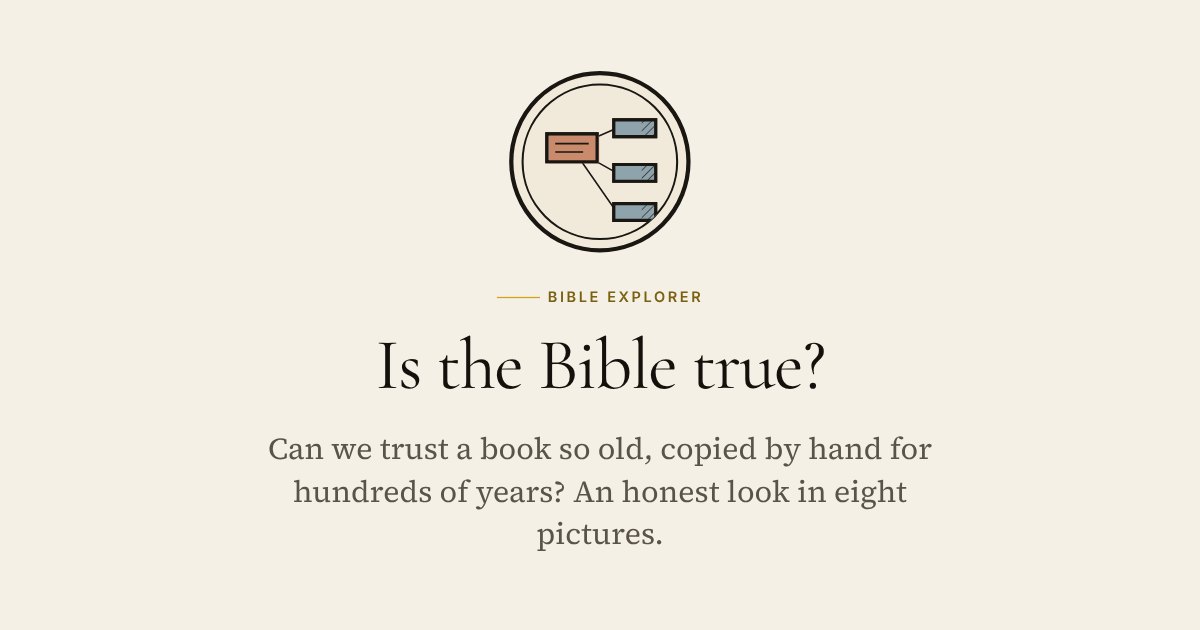 BIBLE EXPLORER
Is the Bible true?
Can we trust a book so old, copied by hand for
hundreds of years? An honest look in eight
pictures.